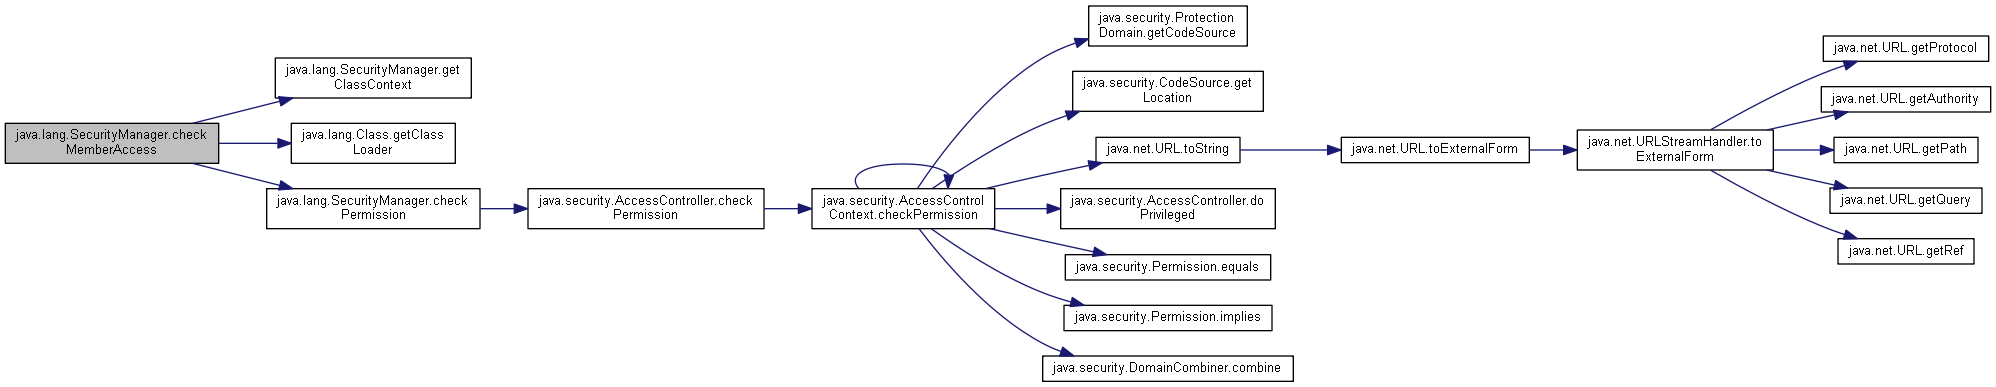 java.lang.SecurityManager.check
MemberAccess
java.lang.SecurityManager.get
ClassContext
java.lang.Class.getClass
Loader
java.lang.SecurityManager.check
Permission
java.security.AccessController.check
Permission
java.security.AccessControl
Context.checkPermission
java.security.Protection
Domain.getCodeSource
java.security.CodeSource.get
Location
java.net.URL.toString
java.security.AccessController.do
Privileged
java.security.Permission.equals
java.security.Permission.implies
java.security.DomainCombiner.combine
java.net.URL.toExternalForm
java.net.URLStreamHandler.to
ExternalForm
java.net.URL.getProtocol
java.net.URL.getAuthority
java.net.URL.getPath
java.net.URL.getQuery
java.net.URL.getRef